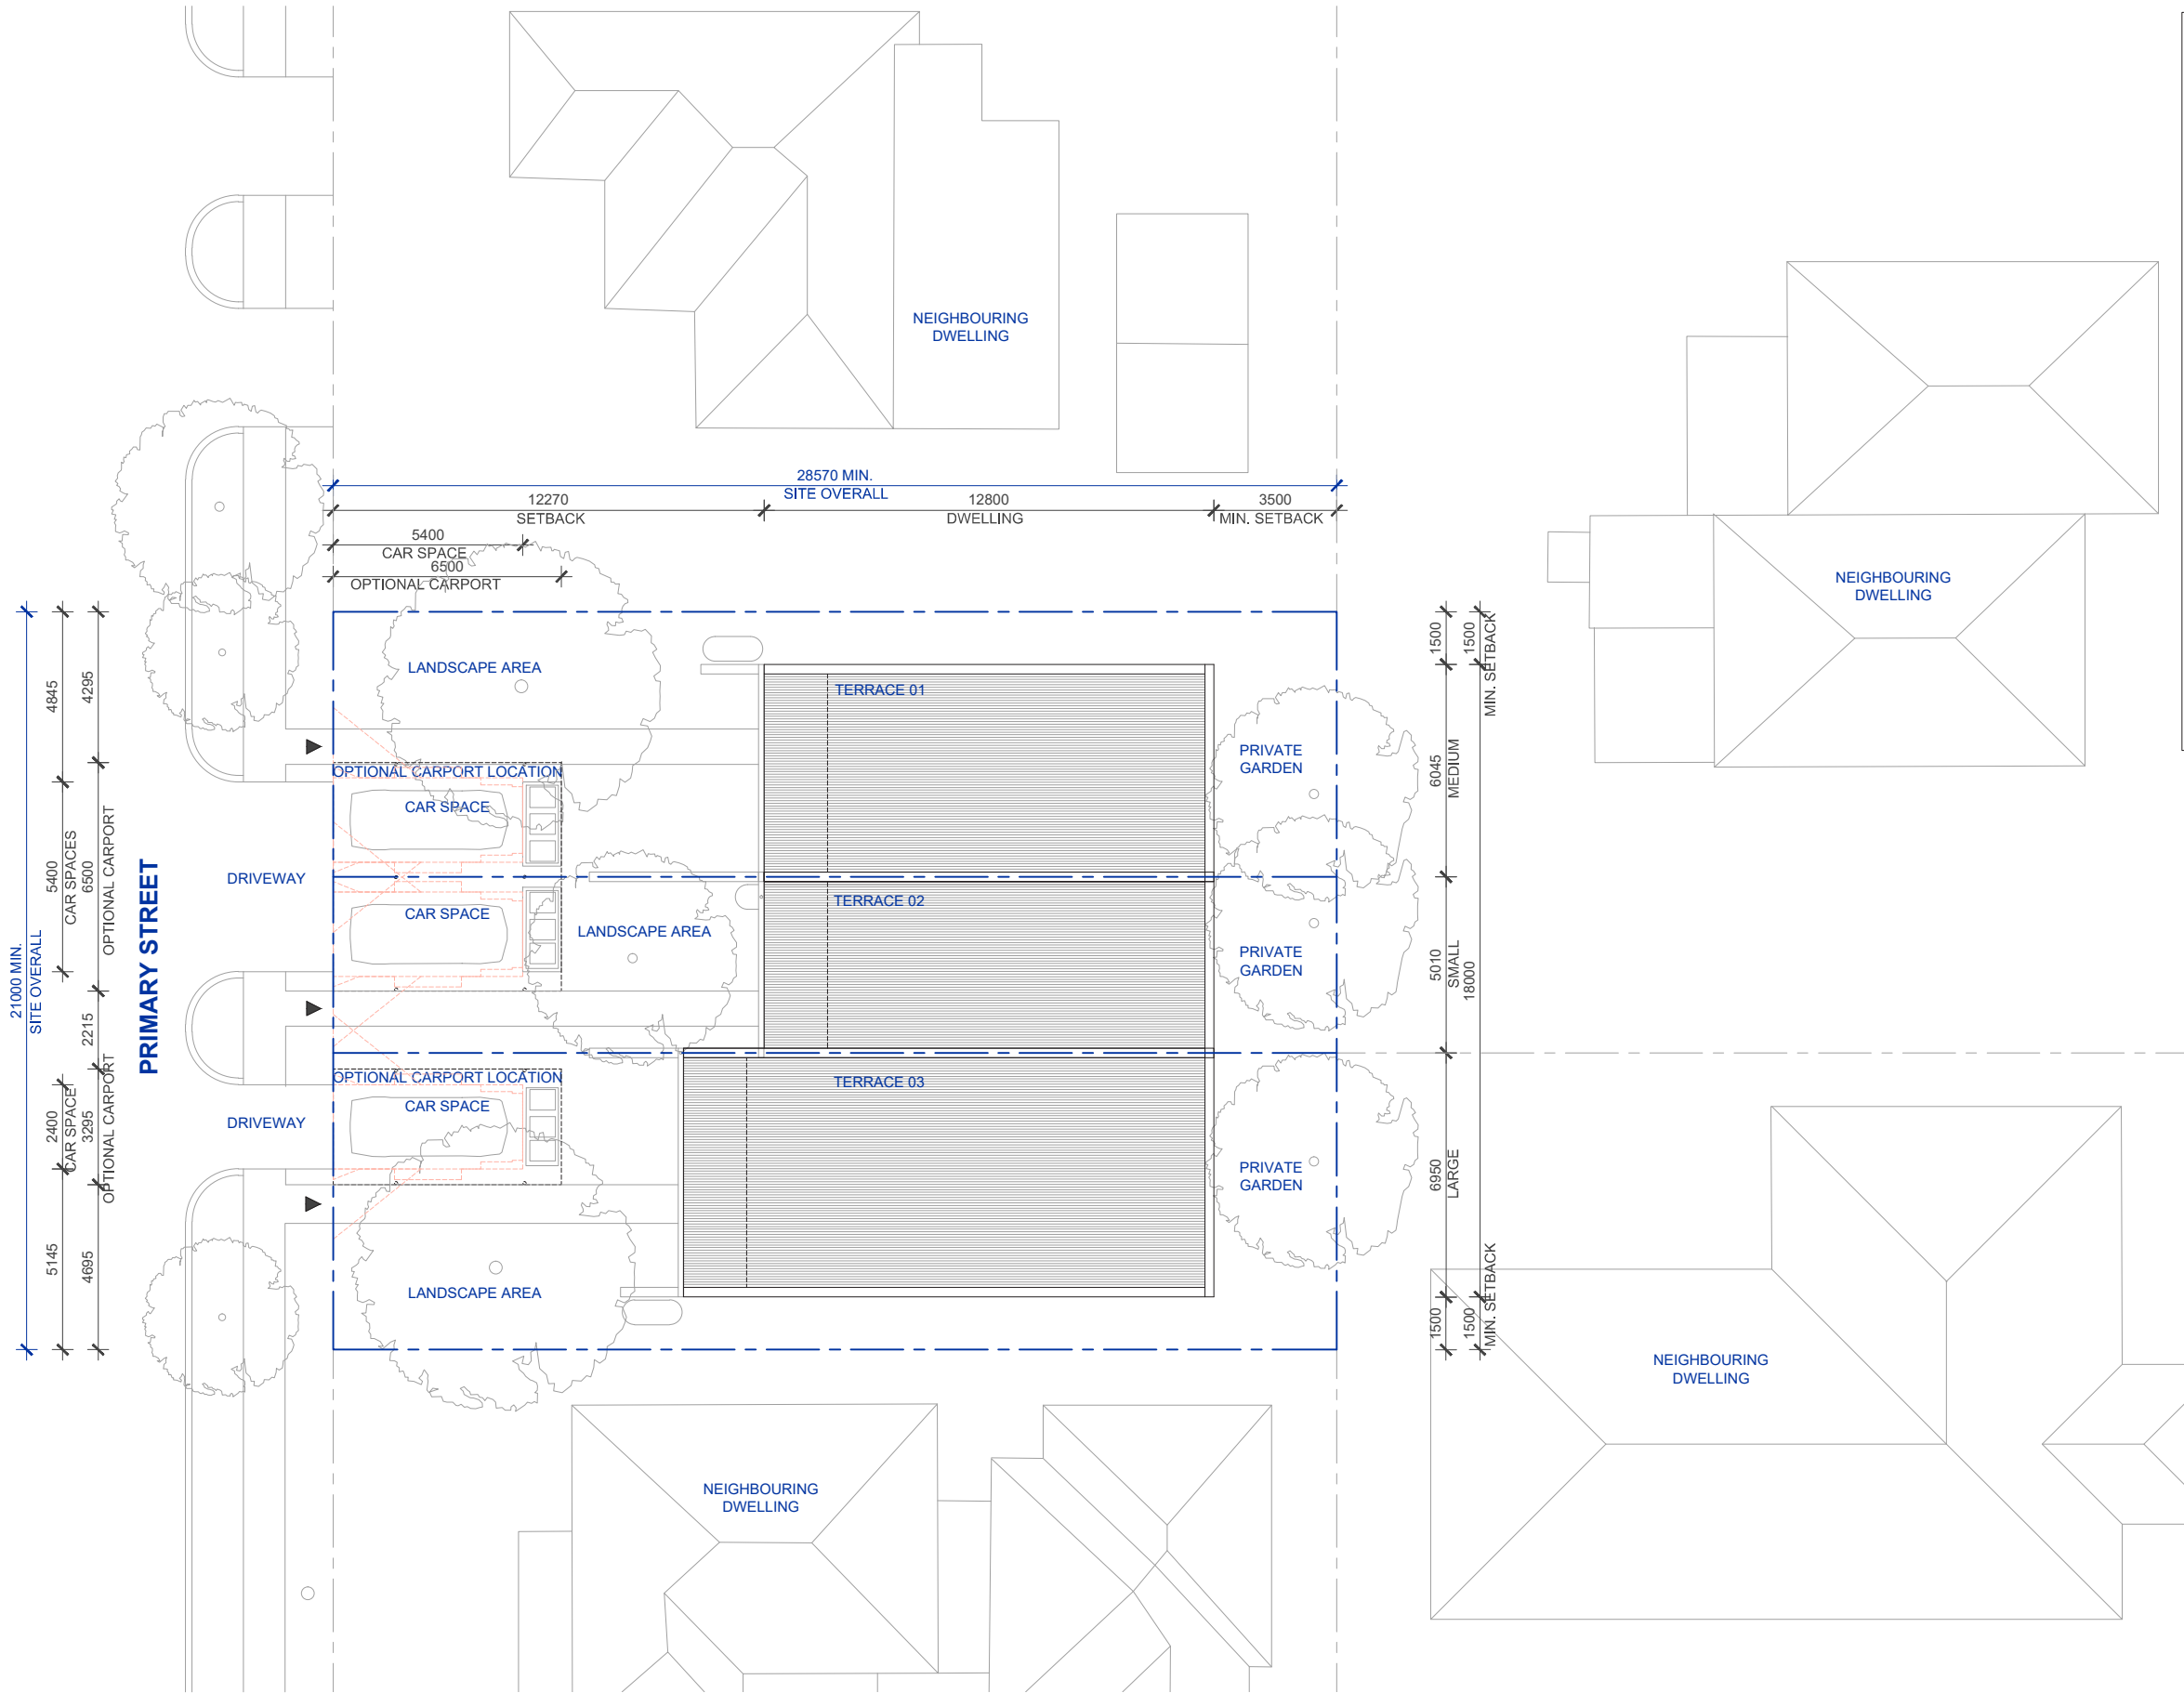 NEIGHBOURING
DWELLING
28570 MIN.
SITE OVERALL
12270
SETBACK
12800
DWELLING
3500
MIN. SETBACK
5400
CAR SPACE
6500
OPTIONAL CARPORT
NEIGHBOURING
DWELLING
21000 MIN.
SITE OVERALL
4845
5400
CAR SPACES
2400
CAR SPACE
5145
4295
6500
OPTIONAL CARPORT
2215
3295
OPTIONAL CARPORT
4695
PRIMARY STREET
DRIVEWAY
DRIVEWAY
LANDSCAPE AREA
OPTIONAL CARPORT LOCATION
CAR SPACE
CAR SPACE
LANDSCAPE AREA
OPTIONAL CARPORT LOCATION
CAR SPACE
LANDSCAPE AREA
TERRACE 01
TERRACE 02
TERRACE 03
PRIVATE
GARDEN
PRIVATE
GARDEN
PRIVATE
GARDEN
1500
6045
MEDIUM
5010
SMALL
6950
LARGE
1500
1500
MIN. SETBACK
18000
1500
MIN. SETBACK
NEIGHBOURING
DWELLING
NEIGHBOURING
DWELLING